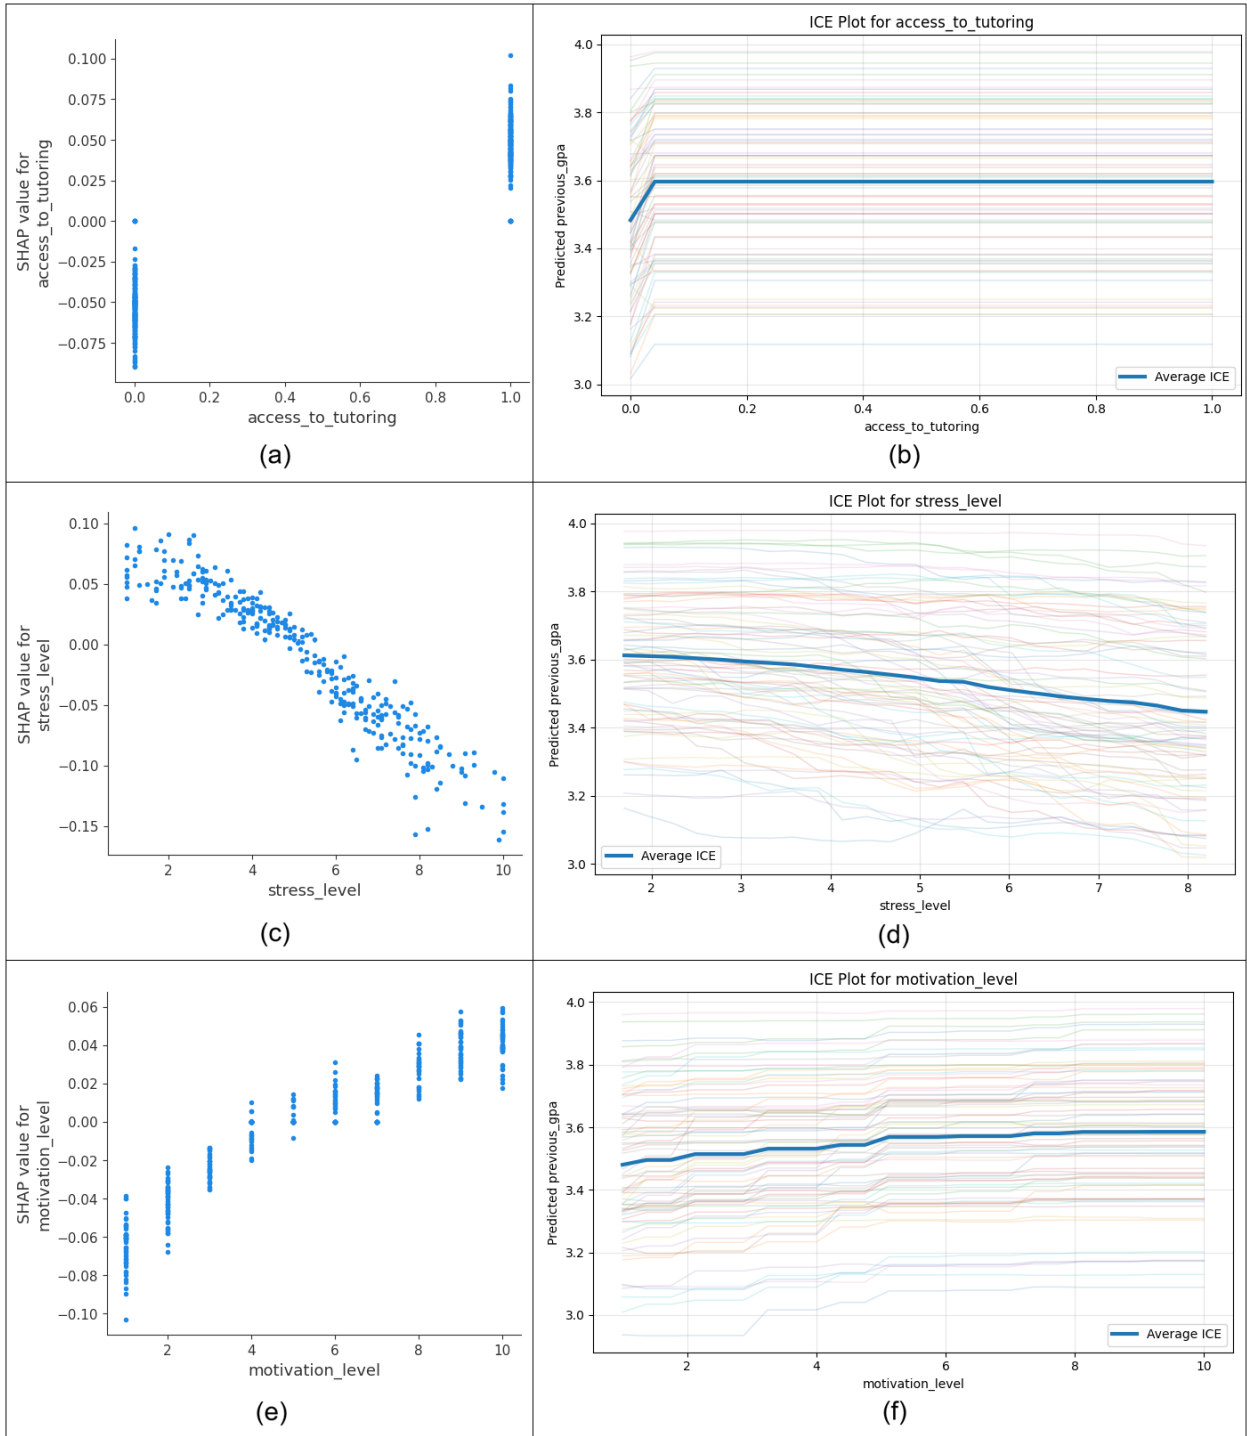 0.100
0.075
0.050
0.025
0.000
−0.025
−0.050
−0.075
SHAP value for
access_to_tutoring
0.0 0.2 0.4 0.6 0.8 1.0
access_to_tutoring
(a)
ICE Plot for access_to_tutoring
4.0
3.8
3.6
3.4
3.2
3.0
Predicted previous_gpa
Average ICE
0.0 0.2 0.4 0.6 0.8 1.0
access_to_tutoring
(b)
0.10
0.05
0.00
−0.05
−0.10
−0.15
SHAP value for
stress_level
2 4 6 8 10
stress_level
(c)
ICE Plot for stress_level
4.0
3.8
3.6
3.4
3.2
3.0
Predicted previous_gpa
Average ICE
2 3 4 5 6 7 8
stress_level
(d)
0.06
0.04
0.02
0.00
−0.02
−0.04
−0.06
−0.08
−0.10
SHAP value for
motivation_level
2 4 6 8 10
motivation_level
(e)
ICE Plot for motivation_level
4.0
3.8
3.6
3.4
3.2
3.0
Predicted previous_gpa
Average ICE
2 4 6 8 10
motivation_level
(f)